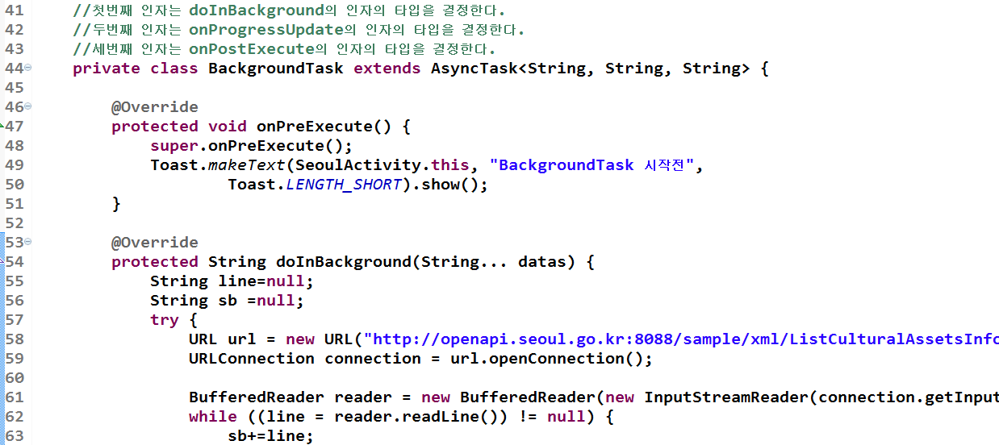 41 //첫번째 인자는 doInBackground의 인자의 타입을 결정한다.
42 //두번째 인자는 onProgressUpdate의 인자의 타입을 결정한다.
43 //세번째 인자는 onPostExecute의 인자의 타입을 결정한다.
44 private class BackgroundTask extends AsyncTask<String, String, String> {
45
46 @Override
47 protected void onPreExecute() {
48 super.onPreExecute();
49 Toast.makeText(SeoulActivity.this, "BackgroundTask 시작전",
50 Toast.LENGTH_SHORT).show();
51 }
52
53 @Override
54 protected String doInBackground(String... datas) {
55 String line=null;
56 String sb =null;
57 try {
58 URL url = new URL("http://openapi.seoul.go.kr:8088/sample/xml/ListCulturalAssetsInfo
59 URLConnection connection = url.openConnection();
60
61 BufferedReader reader = new BufferedReader(new InputStreamReader(connection.getInput
62 while ((line = reader.readLine()) != null) {
63 sb+=line;